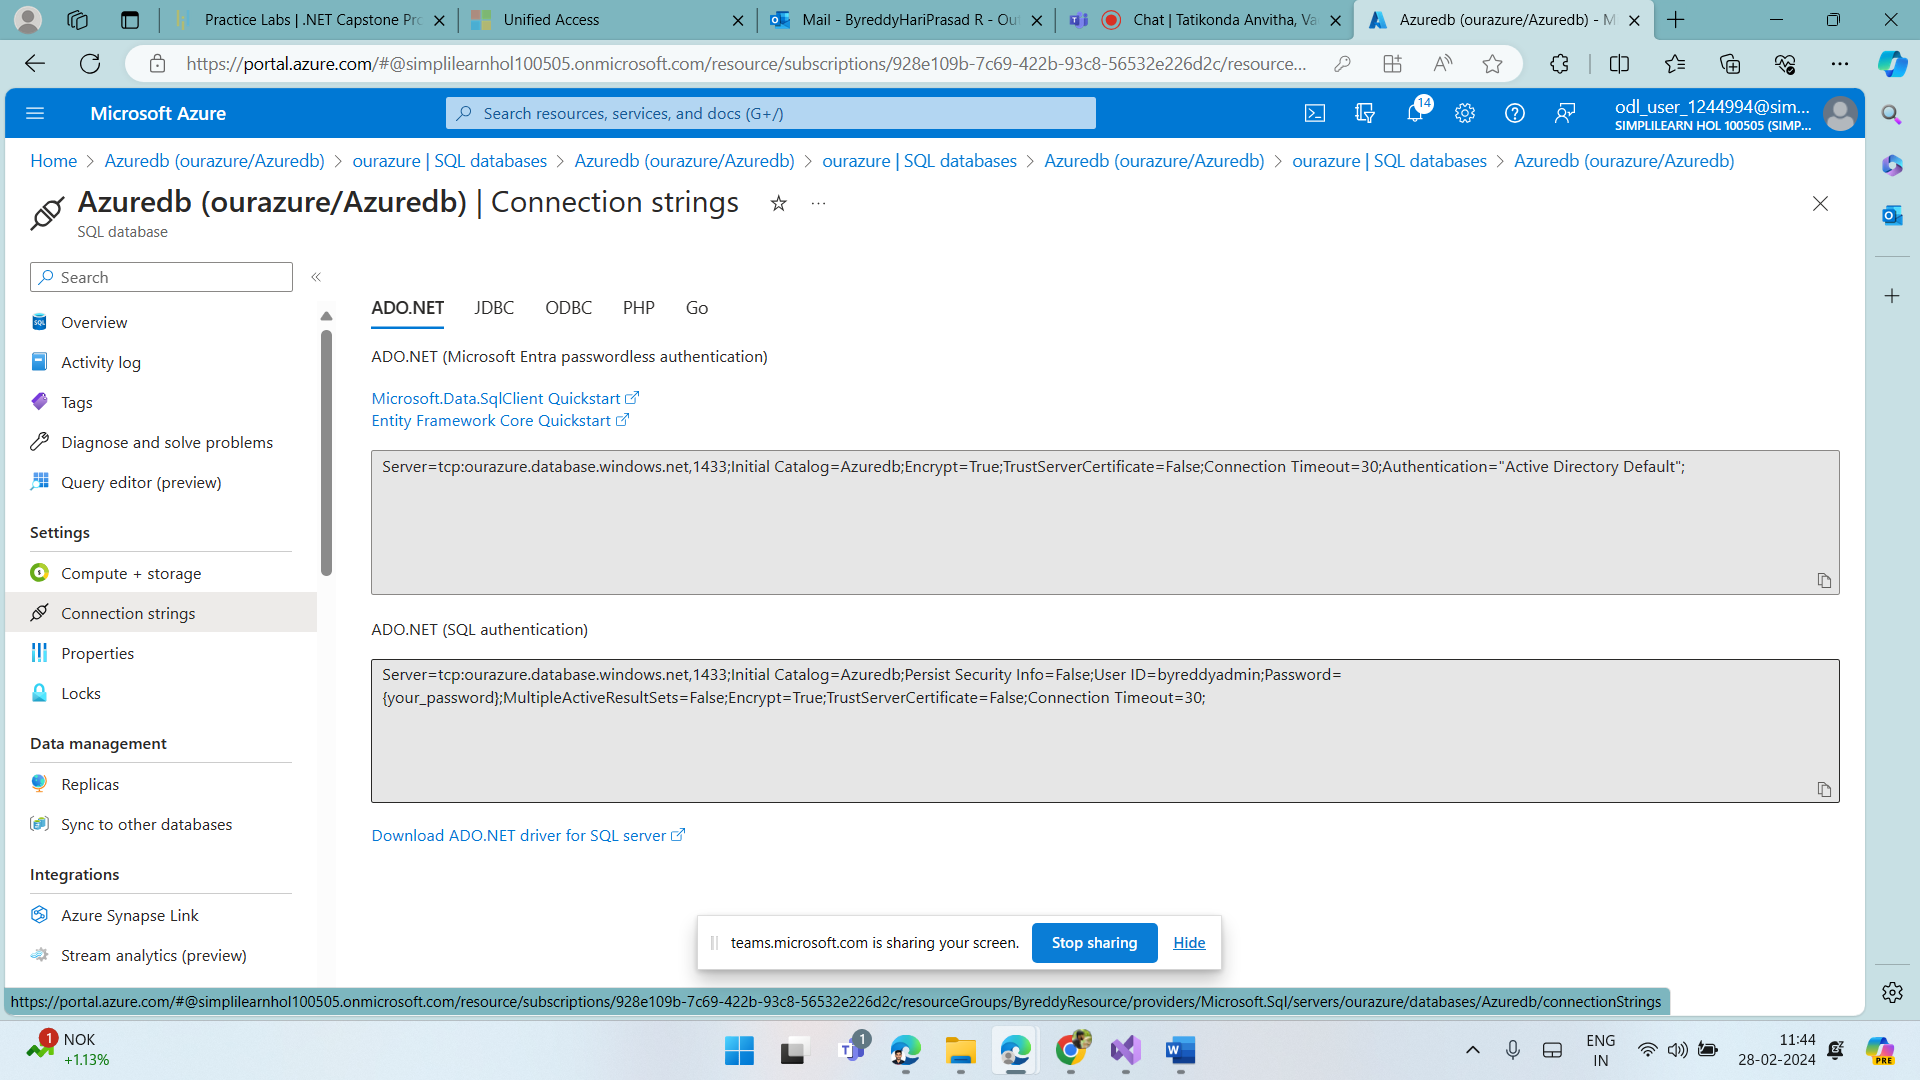 Practice Labs | .NET Capstone Pro
Unified Access
Mail - ByreddyHariPrasad R - Ou
Chat | Tatikonda Anvitha, Va
Azuredb (ourazure/Azuredb) - M
https://portal.azure.com/#@simplilearnhol100505.onmicrosoft.com/resource/subscriptions/928e109b-7c69-422b-93c8-56532e226d2c/resource...
Microsoft Azure
Search resources, services, and docs (G+/)
14
odl_user_1244994@sim...
SIMPLILEARN HOL 100505 (SIMP...
Home > Azuredb (ourazure/Azuredb) > ourazure | SQL databases > Azuredb (ourazure/Azuredb) > ourazure | SQL databases > Azuredb (ourazure/Azuredb) > ourazure | SQL databases > Azuredb (ourazure/Azuredb)
Azuredb (ourazure/Azuredb) | Connection strings
SQL database
Search
Overview
Activity log
Tags
Diagnose and solve problems
Query editor (preview)
Settings
Compute + storage
Connection strings
Properties
Locks
Data management
Replicas
Sync to other databases
Integrations
Azure Synapse Link
Stream analytics (preview)
ADO.NET JDBC ODBC PHP Go
ADO.NET (Microsoft Entra passwordless authentication)
Microsoft.Data.SqlClient Quickstart
Entity Framework Core Quickstart
Server=tcp:ourazure.database.windows.net,1433;Initial Catalog=Azuredb;Encrypt=True;TrustServerCertificate=False;Connection Timeout=30;Authentication="Active Directory Default";
ADO.NET (SQL authentication)
Server=tcp:ourazure.database.windows.net,1433;Initial Catalog=Azuredb;Persist Security Info=False;User ID=byreddyadmin;Password=
{your_password};MultipleActiveResultSets=False;Encrypt=True;TrustServerCertificate=False;Connection Timeout=30;
Download ADO.NET driver for SQL server
teams.microsoft.com is sharing your screen.
Stop sharing
Hide
https://portal.azure.com/#@simplilearnhol100505.onmicrosoft.com/resource/subscriptions/928e109b-7c69-422b-93c8-56532e226d2c/resourceGroups/ByreddyResource/providers/Microsoft.Sql/servers/ourazure/databases/Azuredb/connectionStrings
1
NOK
+1.13%
1
ENG
IN
11:44
28-02-2024
PRE